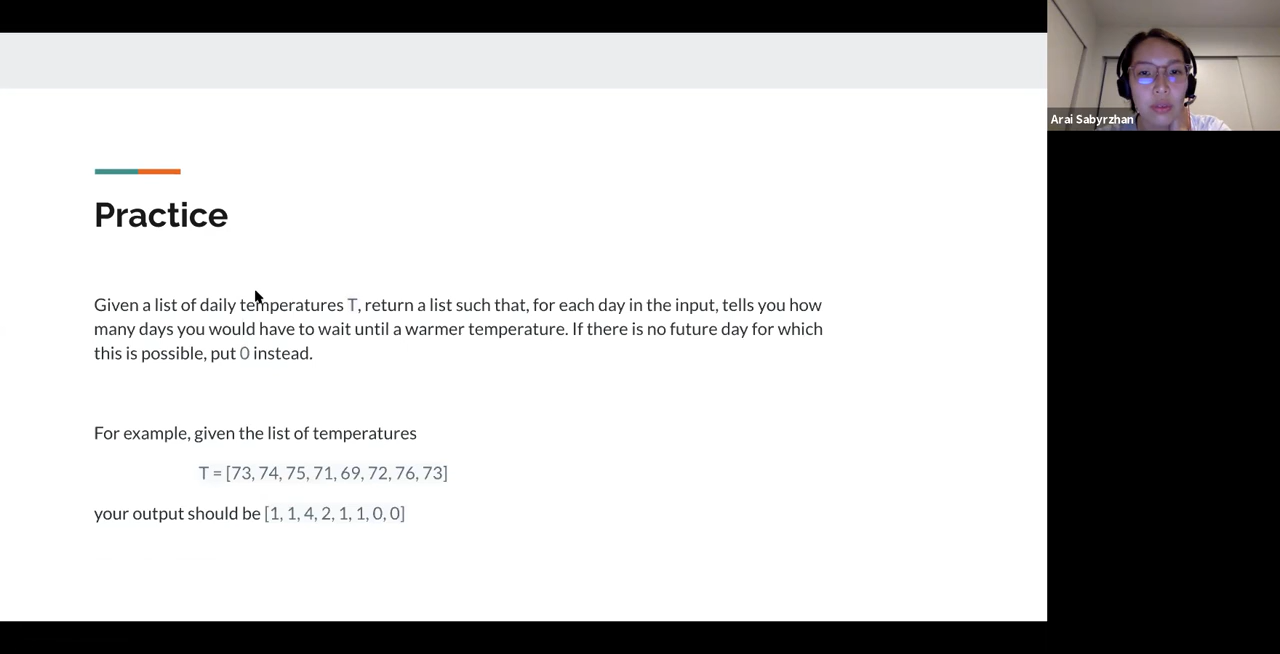 Arai Sabyrzhan
Practice
Given a list of daily temperatures T, return a list such that, for each day in the input, tells you how
many days you would have to wait until a warmer temperature. If there is no future day for which
this is possible, put 0 instead.
For example, given the list of temperatures
T = [73, 74, 75, 71, 69, 72, 76, 73]
your output should be [1, 1, 4, 2, 1, 1, 0, 0]